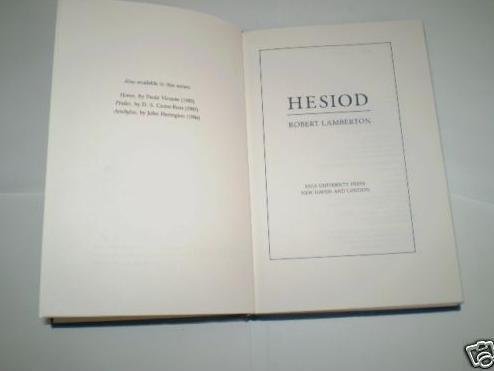 Also available in this series:
Homer, by Paolo Vivante (1985)
Pindar, by D. S. Carne-Ross (1985)
Aeschylus, by John Herington (1986)
HESIOD
ROBERT LAMBERTON
YALE UNIVERSITY PRESS
NEW HAVEN AND LONDON